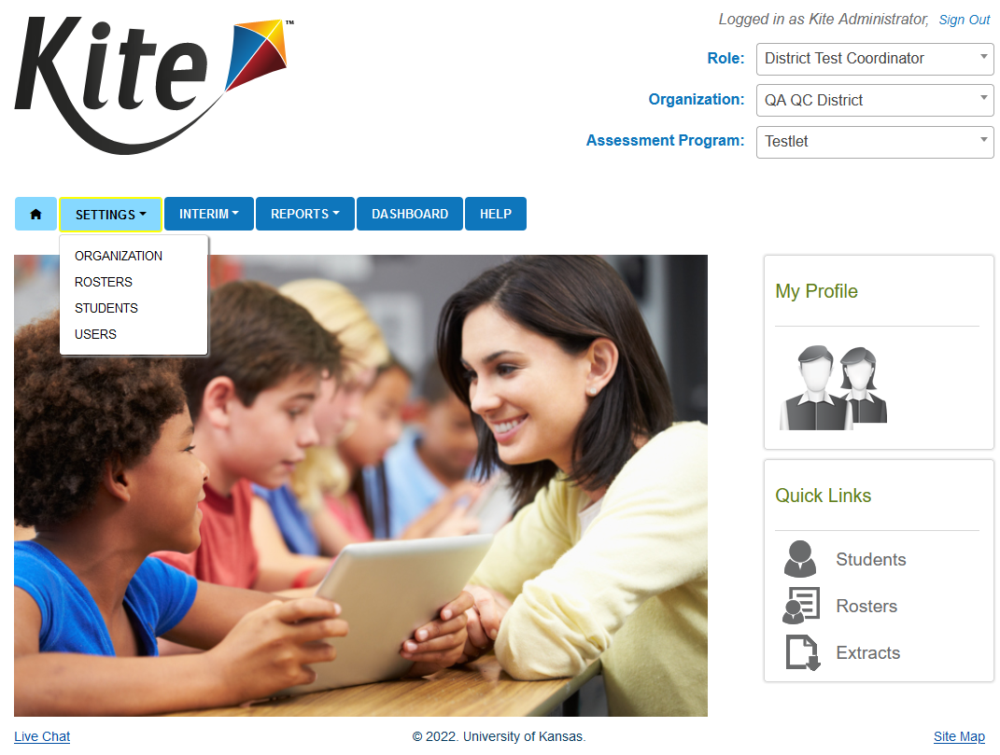 Kite™
Logged in as Kite Administrator, Sign Out
Role: District Test Coordinator
Organization: QA QC District
Assessment Program: Testlet
SETTINGS INTERIM REPORTS DASHBOARD HELP
ORGANIZATION
ROSTERS
STUDENTS
USERS
My Profile
Quick Links
Students
Rosters
Extracts
Live Chat © 2022. University of Kansas. Site Map